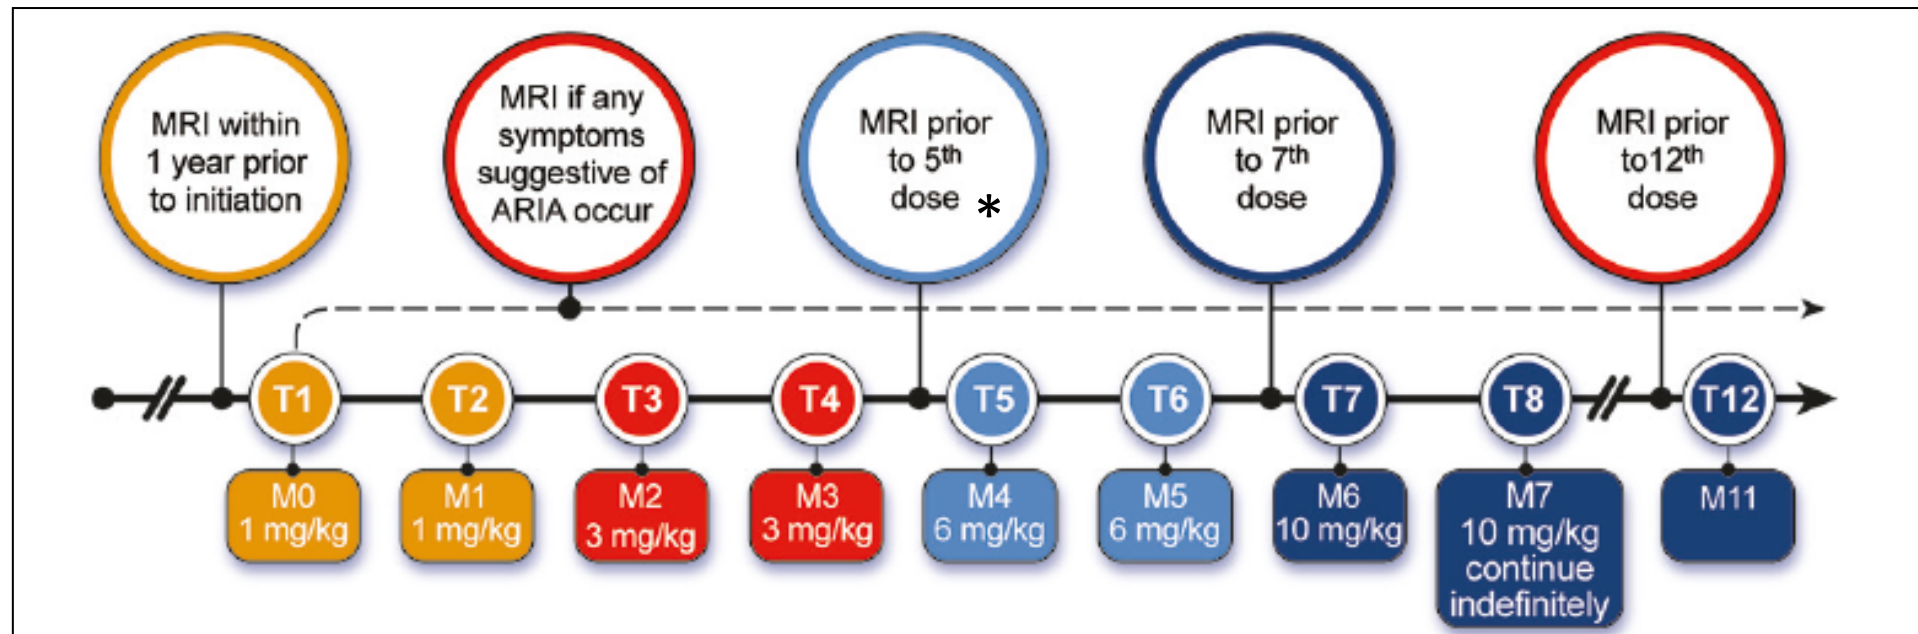 MRI within
1 year prior
to initiation
MRI if any
symptoms
suggestive of
ARIA occur
MRI prior
to 5th
dose *
MRI prior
to 7th
dose
MRI prior
to12th
dose
T1
T2
T3
T4
T5
T6
T7
T8
T12
M0
1 mg/kg
M1
1 mg/kg
M2
3 mg/kg
M3
3 mg/kg
M4
6 mg/kg
M5
6 mg/kg
M6
10 mg/kg
M7
10 mg/kg
continue
indefinitely
M11